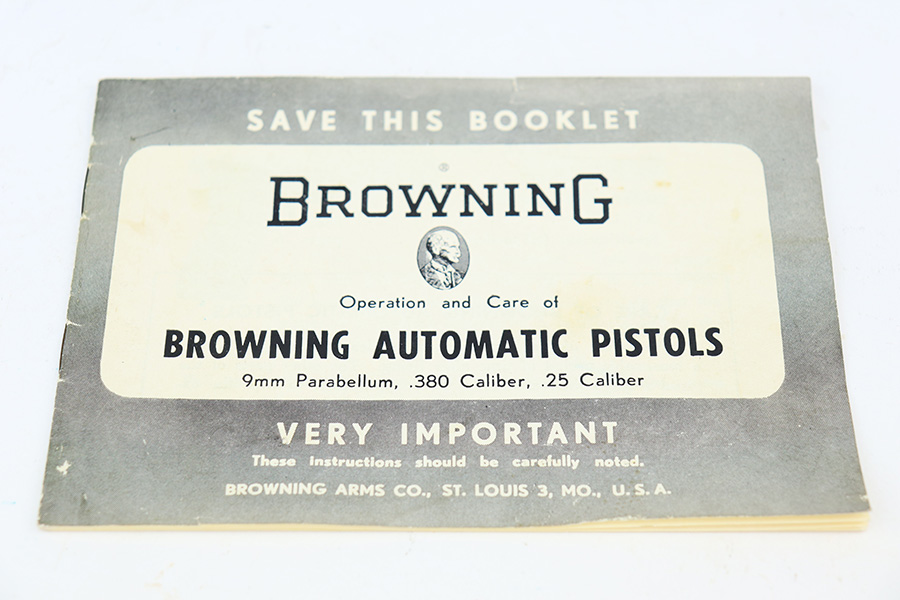 SAVE THIS BOOKLET
®
BROWNING
Operation and Care of
BROWNING AUTOMATIC PISTOLS
9mm Parabellum, .380 Caliber, .25 Caliber
VERY IMPORTANT
These instructions should be carefully noted.
BROWNING ARMS CO., ST. LOUIS 3, MO., U. S. A.